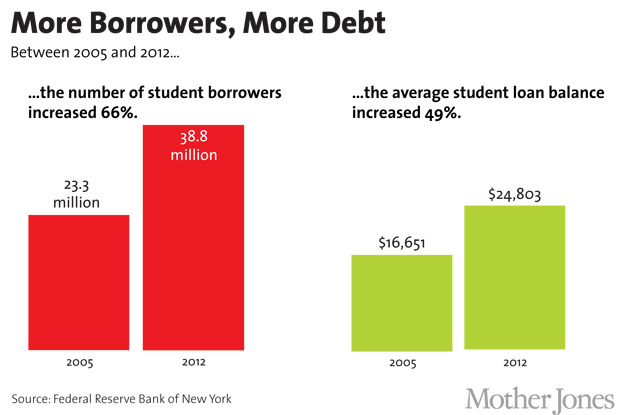 More Borrowers, More Debt
Between 2005 and 2012...
...the number of student borrowers
increased 66%.
23.3
million
38.8
million
2005
2012
...the average student loan balance
increased 49%.
$16,651
$24,803
2005
2012
Source: Federal Reserve Bank of New York
Mother Jones